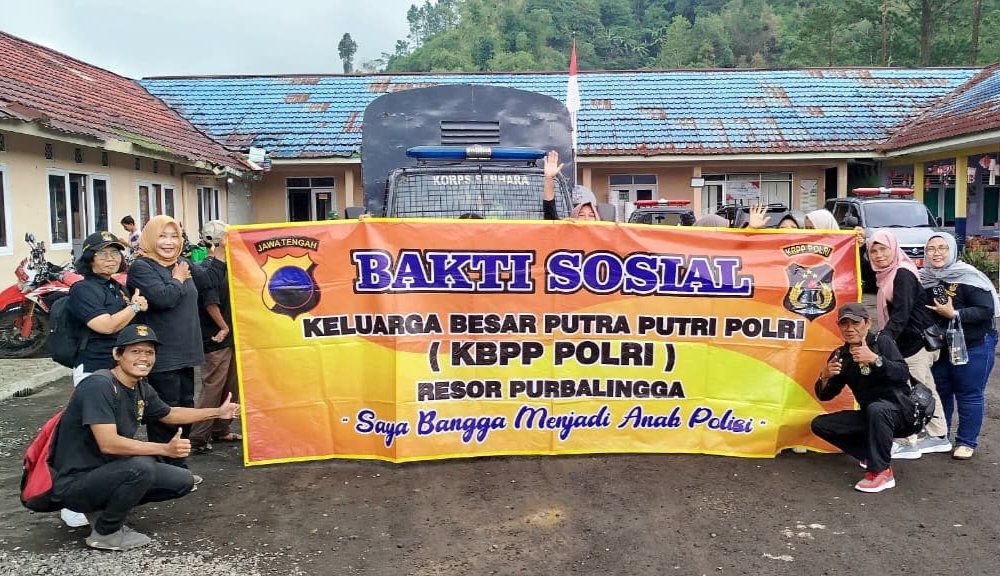 KORPS SABHARA
JAWA TENGAH
KBPP POLRI
BAKTI SOSIAL
KELUARGA BESAR PUTRA PUTRI POLRI
( KBPP POLRI )
RESOR PURBALINGGA
- Saya Bangga Menjadi Anak Polisi -